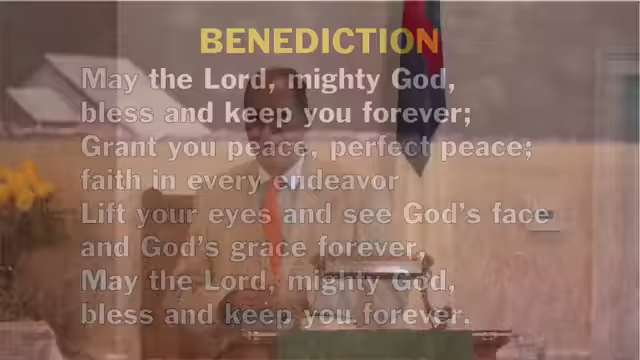 BENEDICTION
May the Lord, mighty God,
bless and keep you forever;
Grant you peace, perfect peace;
faith in every endeavor
Lift your eyes and see God's face
and God's grace forever,
May the Lord, mighty God,
bless and keep you forever.